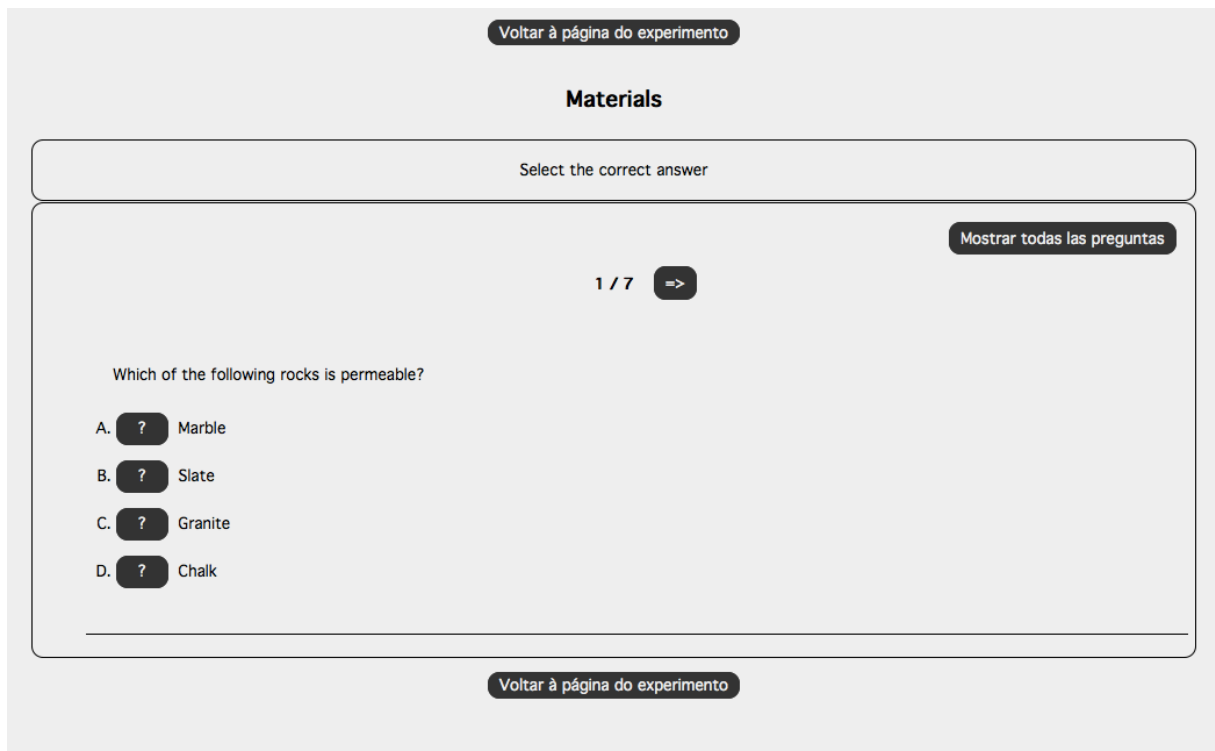 Voltar à página do experimento
Materials
Select the correct answer
Mostrar todas las preguntas
1 / 7 =>
Which of the following rocks is permeable?
A. ? Marble
B. ? Slate
C. ? Granite
D. ? Chalk
Voltar à página do experimento